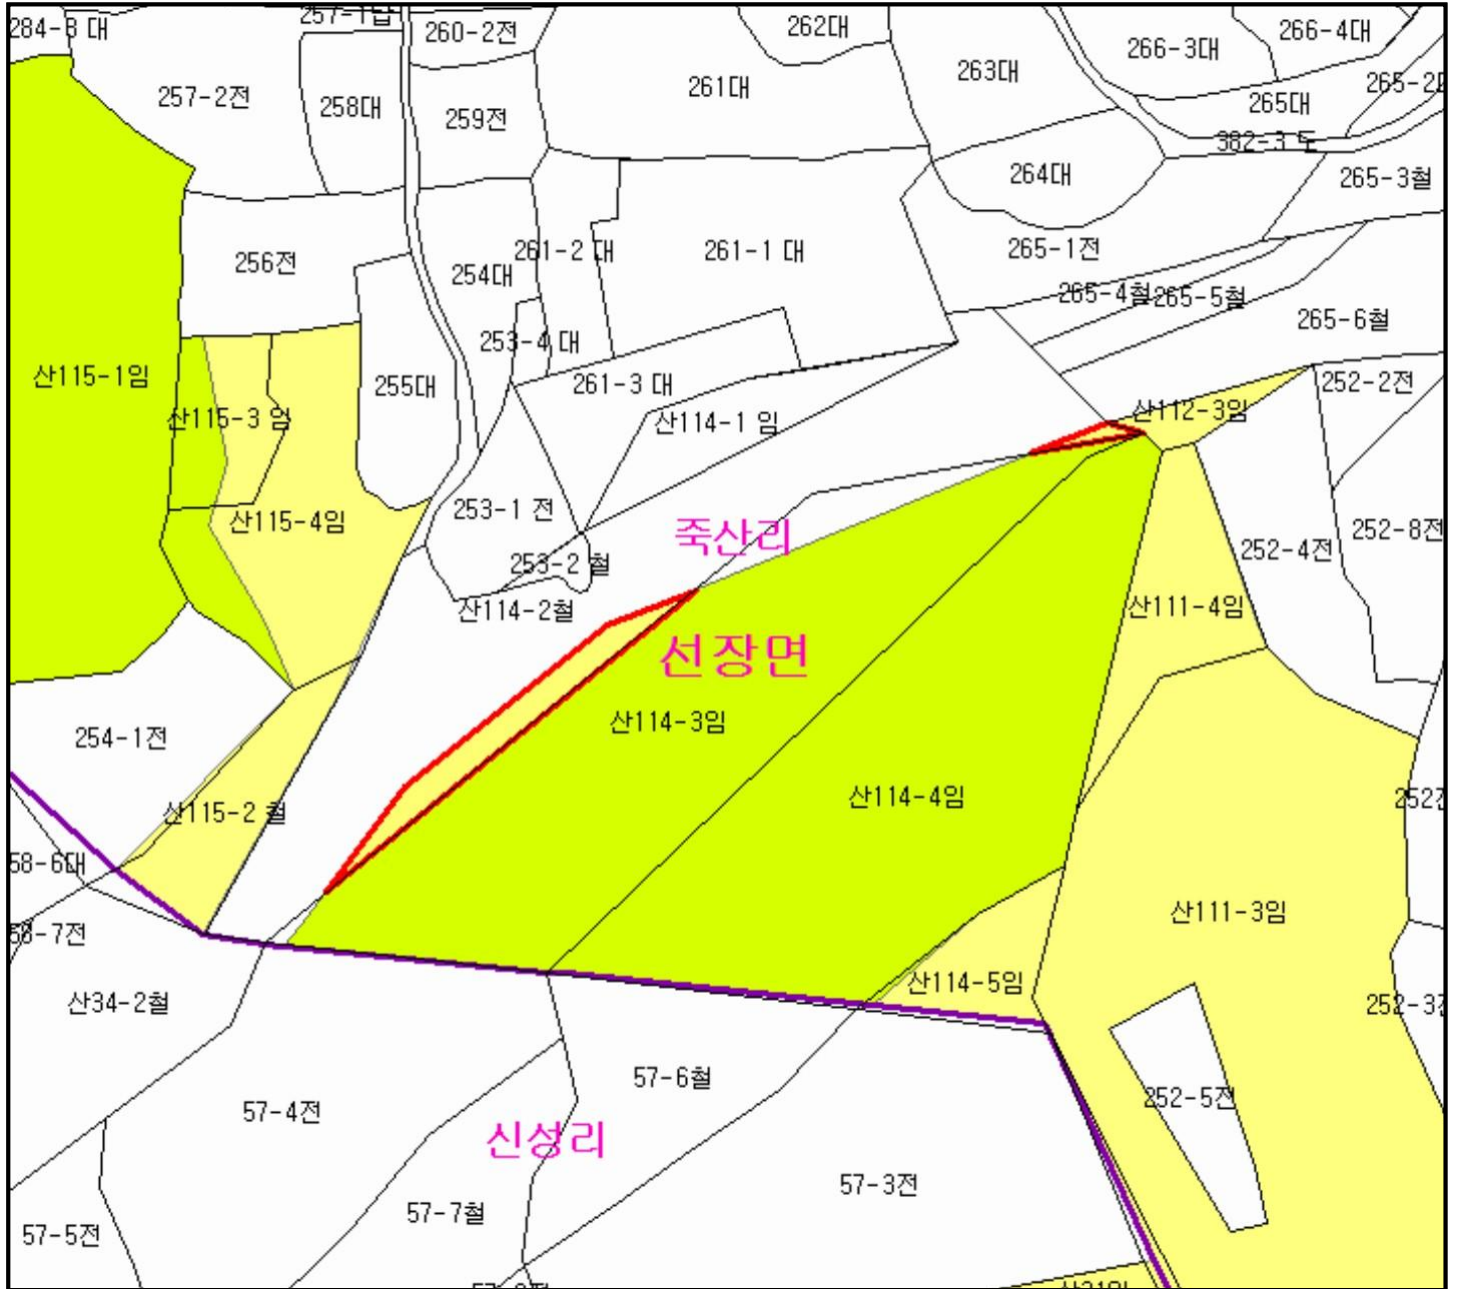 284-8 대
257-1답
260-2전
262대
266-4대
266-3대
263대
257-2전
258대
261대
265대
259전
382-3 도
264대
265-3철
256전
254대
261-2 대
261-1 대
265-1전
265-4철
265-5철
265-6철
253-4 대
산115-1임
255대
261-3 대
252-2전
산115-3 임
산114-1 임
산112-3임
산115-4임
253-1 전
죽산리
252-8전
252-4전
253-2 철
산114-2철
산111-4임
선장면
산114-3임
254-1전
산114-4임
산115-2 철
58-6대
산111-3임
58-7전
산114-5임
산34-2철
57-6철
252-5전
57-4전
신성리
57-3전
57-7철
57-5전